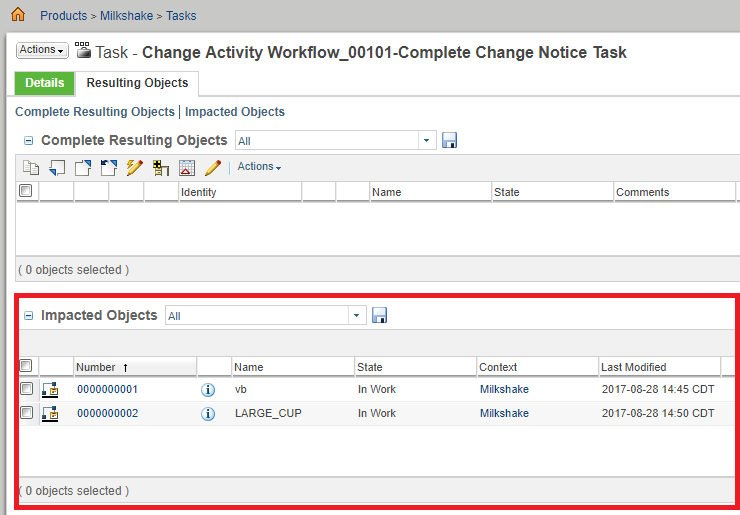 Products > Milkshake > Tasks
Actions Task - Change Activity Workflow_00101-Complete Change Notice Task
Details Resulting Objects
Complete Resulting Objects | Impacted Objects
Complete Resulting Objects All
Actions
Identity Name State Comments
( 0 objects selected )
Impacted Objects All
Number Name State Context Last Modified
0000000001 vb In Work Milkshake 2017-08-28 14:45 CDT
0000000002 LARGE_CUP In Work Milkshake 2017-08-28 14:50 CDT
( 0 objects selected )